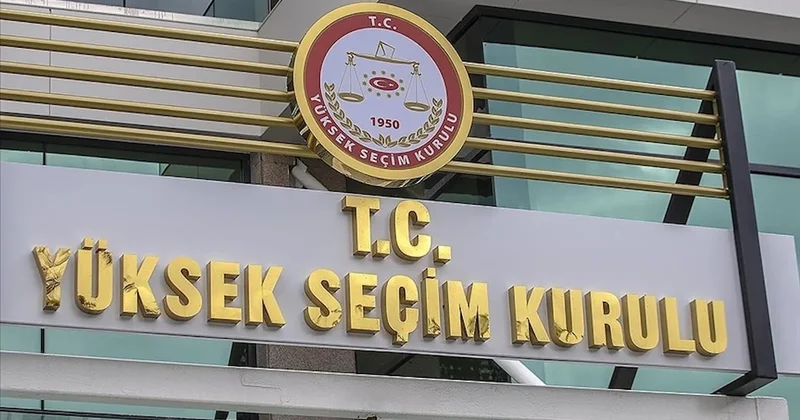 T.C.
1950
YÜKSEK SEÇİM KURULU
T.C.
YÜKSEK SEÇİM KURULU